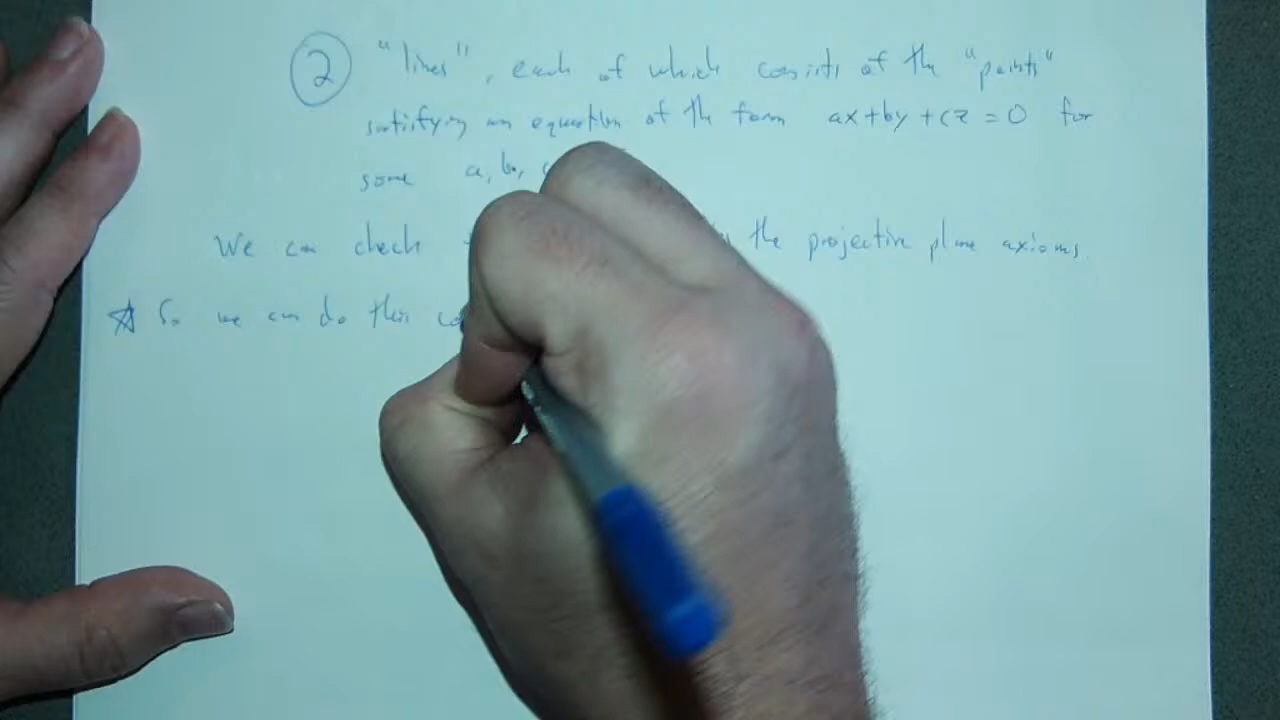 ② "lines", each of which consists of the "points"
satisfying an equation of the form ax+by+cz=0 for
some a, b,
We can check the projective plane axioms.
☆ So we can do this